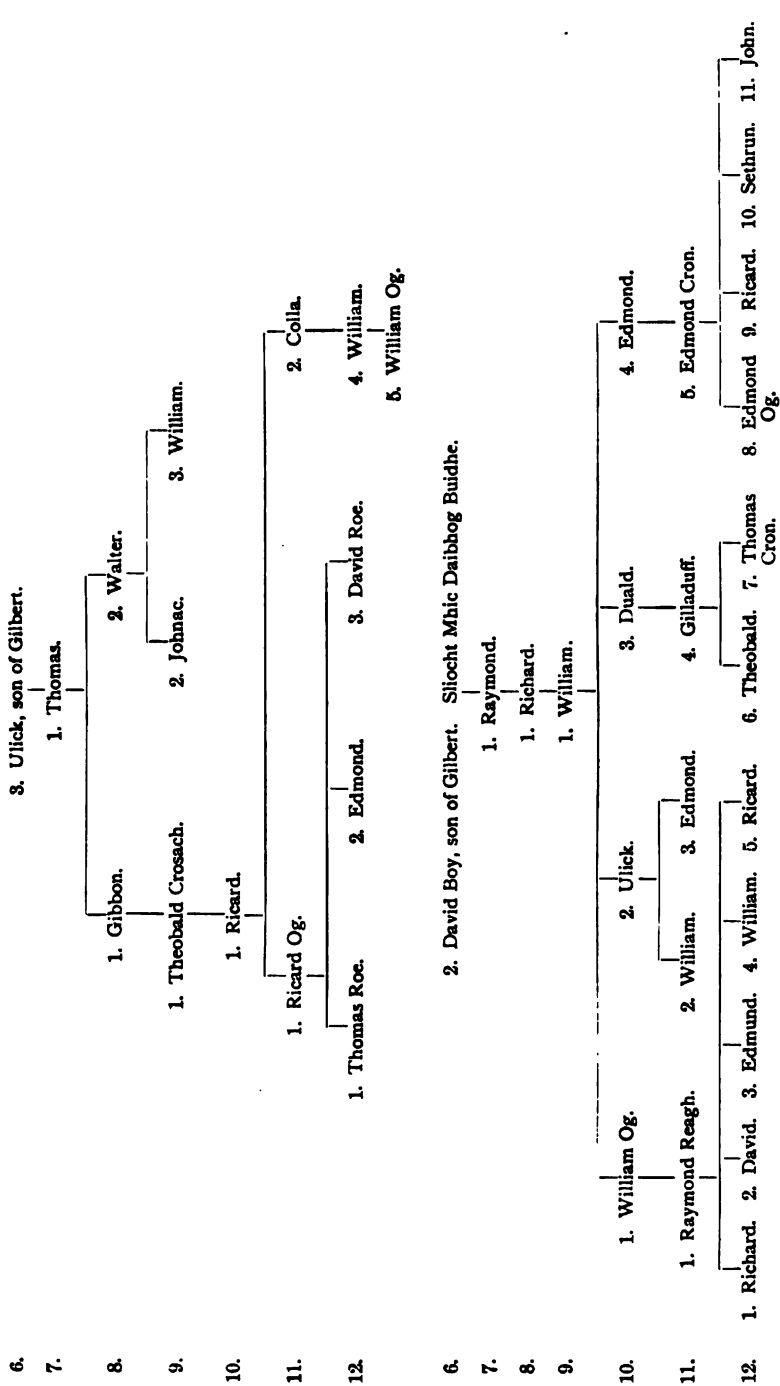 6. 3. Ulick, son of Gilbert.
7. 1. Thomas.
8. 1. Gibbon. 2. Walter.
9. 1. Theobald Crosach. 2. Johnac. 3. William.
10. 1. Ricard.
11. 1. Ricard Og. 2. Colla.
12. 1. Thomas Roe. 2. Edmond. 3. David Roe. 4. William.
5. William Og.
6. 2. David Boy, son of Gilbert. Sliocht Mhic Daibhog Buidhe.
7. 1. Raymond.
8. 1. Richard.
9. 1. William.
10. 1. William Og. 2. Ulick. 3. Duald. 4. Edmond.
11. 1. Raymond Reagh. 2. William. 3. Edmond. 4. Gilladuff. 5. Edmond Cron.
12. 1. Richard. 2. David. 3. Edmund. 4. William. 5. Ricard. 6. Theobald. 7. Thomas 8. Edmond 9. Ricard. 10. Sethrun. 11. John.
Cron. Og.